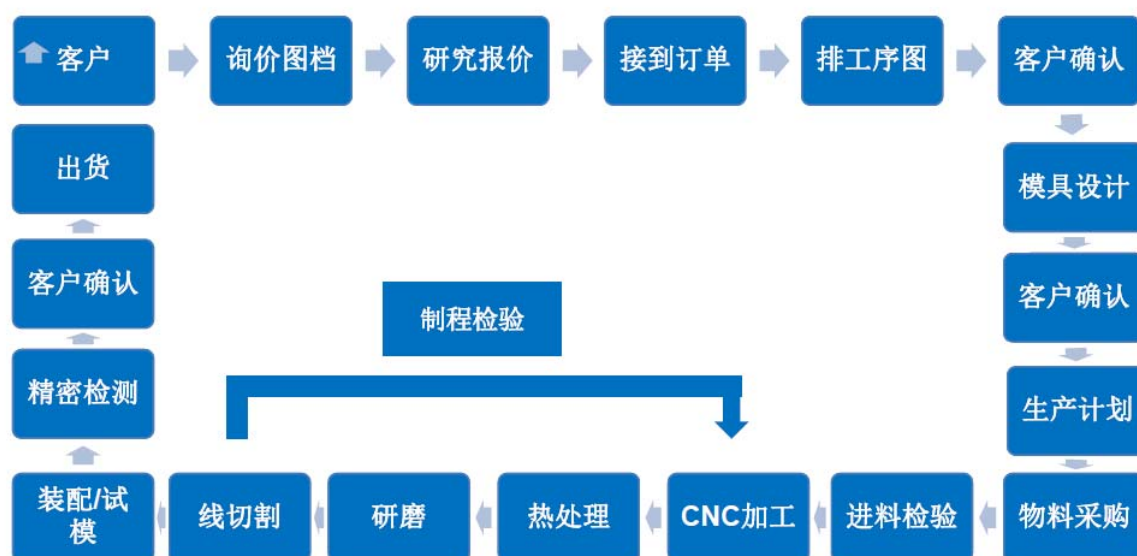 客户
询价图档
研究报价
接到订单
排工序图
客户确认
出货
模具设计
客户确认
客户确认
制程检验
精密检测
生产计划
装配/试
模
线切割
研磨
热处理
CNC加工
进料检验
物料采购